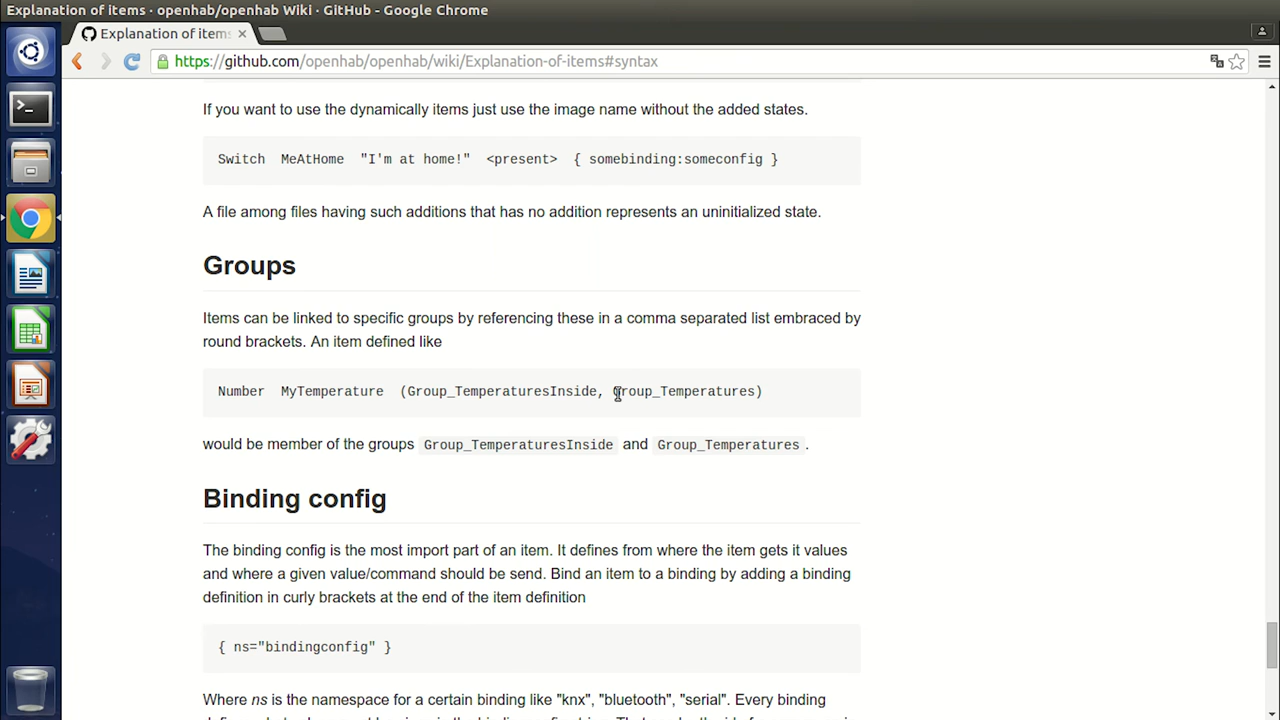 Explanation of items · openhab/openhab Wiki · GitHub - Google Chrome
Explanation of items
https://github.com/openhab/openhab/wiki/Explanation-of-items#syntax
If you want to use the dynamically items just use the image name without the added states.
Switch  MeAtHome  "I'm at home!"  <present>  { somebinding:someconfig }
A file among files having such additions that has no addition represents an uninitialized state.
Groups
Items can be linked to specific groups by referencing these in a comma separated list embraced by
round brackets. An item defined like
Number  MyTemperature  (Group_TemperaturesInside, Group_Temperatures)
would be member of the groups Group_TemperaturesInside and Group_Temperatures .
Binding config
The binding config is the most import part of an item. It defines from where the item gets it values
and where a given value/command should be send. Bind an item to a binding by adding a binding
definition in curly brackets at the end of the item definition
{ ns="bindingconfig" }
Where ns is the namespace for a certain binding like "knx", "bluetooth", "serial". Every binding